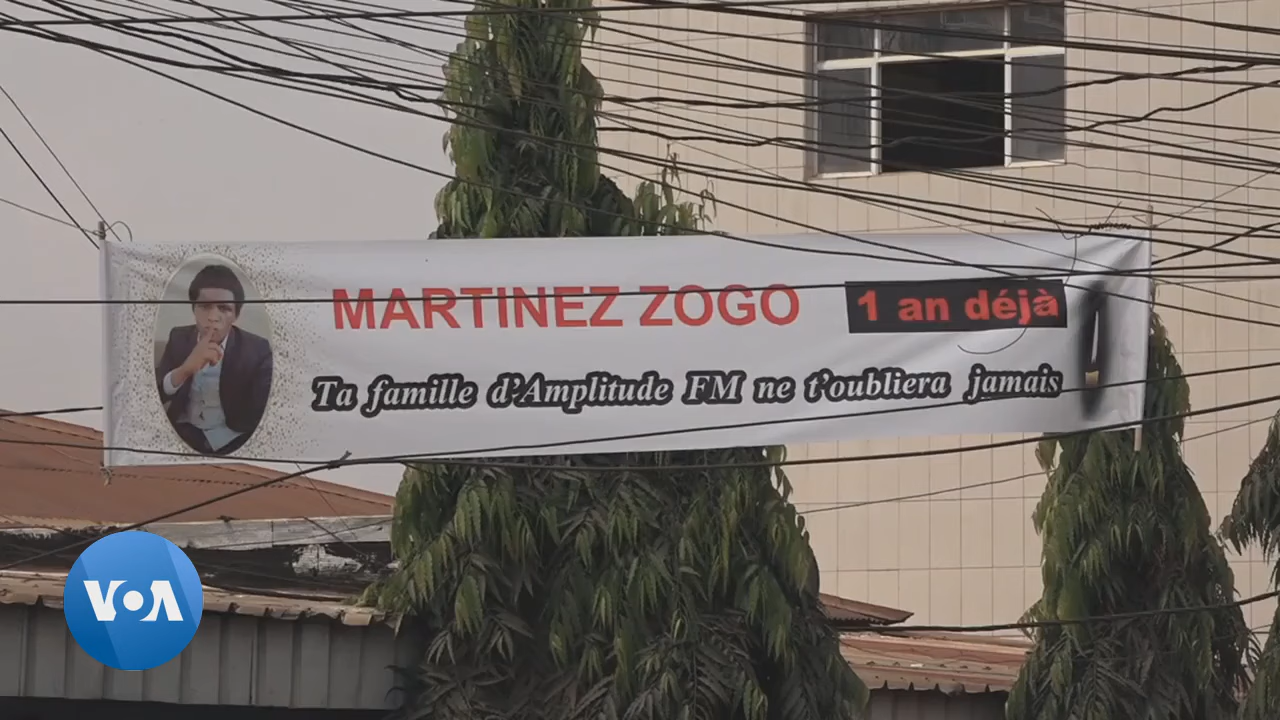 MARTINEZ ZOGO 1 an déjà
Ta famille d'Amplitude FM ne t'oubliera jamais
VOA